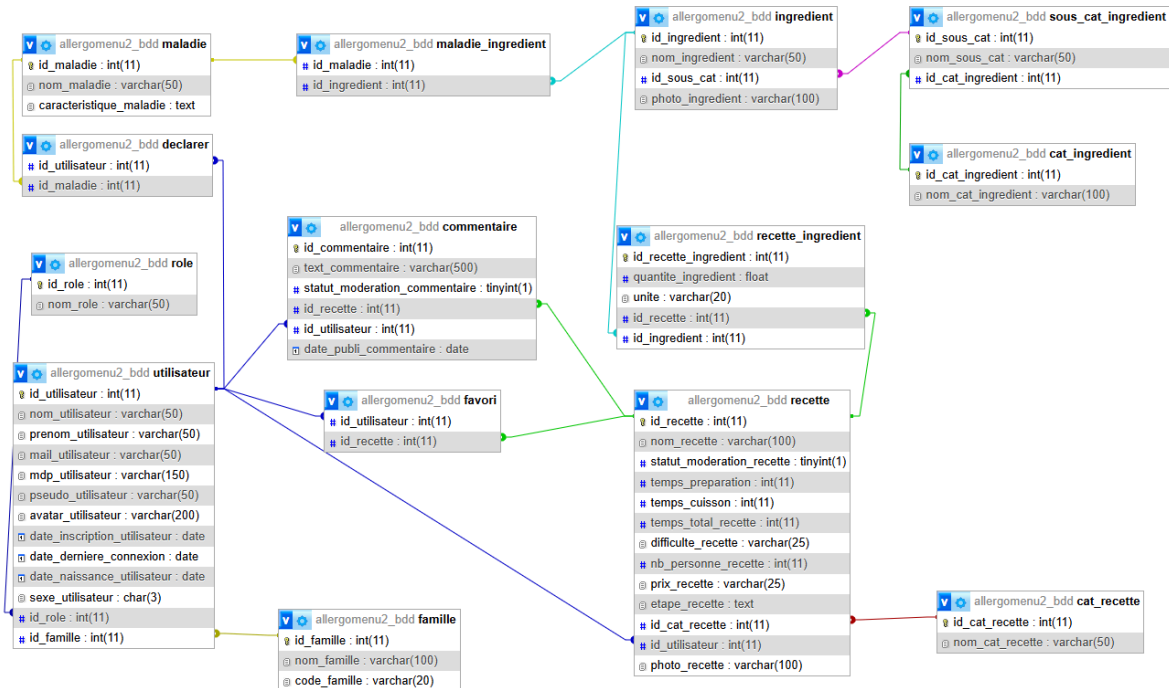 allergomenu2_bdd maladie
id_maladie : int(11)
nom_maladie : varchar(50)
caracteristique_maladie : text
allergomenu2_bdd maladie_ingredient
# id_maladie : int(11)
# id_ingredient : int(11)
allergomenu2_bdd ingredient
id_ingredient : int(11)
nom_ingredient : varchar(50)
# id_sous_cat : int(11)
photo_ingredient : varchar(100)
allergomenu2_bdd sous_cat_ingredient
id_sous_cat : int(11)
nom_sous_cat : varchar(50)
# id_cat_ingredient : int(11)
allergomenu2_bdd declarer
# id_utilisateur : int(11)
# id_maladie : int(11)
allergomenu2_bdd cat_ingredient
id_cat_ingredient : int(11)
nom_cat_ingredient : varchar(100)
allergomenu2_bdd commentaire
id_commentaire : int(11)
text_commentaire : varchar(500)
# statut_moderation_commentaire : tinyint(1)
# id_recette : int(11)
# id_utilisateur : int(11)
date_publi_commentaire : date
allergomenu2_bdd recette_ingredient
id_recette_ingredient : int(11)
# quantite_ingredient : float
unite : varchar(20)
# id_recette : int(11)
# id_ingredient : int(11)
allergomenu2_bdd role
id_role : int(11)
nom_role : varchar(50)
allergomenu2_bdd utilisateur
id_utilisateur : int(11)
nom_utilisateur : varchar(50)
prenom_utilisateur : varchar(50)
mail_utilisateur : varchar(50)
mdp_utilisateur : varchar(150)
pseudo_utilisateur : varchar(50)
avatar_utilisateur : varchar(200)
date_inscription_utilisateur : date
date_derniere_connexion : date
date_naissance_utilisateur : date
sexe_utilisateur : char(3)
# id_role : int(11)
# id_famille : int(11)
allergomenu2_bdd favori
# id_utilisateur : int(11)
# id_recette : int(11)
allergomenu2_bdd recette
id_recette : int(11)
nom_recette : varchar(100)
# statut_moderation_recette : tinyint(1)
# temps_preparation : int(11)
# temps_cuisson : int(11)
# temps_total_recette : int(11)
difficulte_recette : varchar(25)
# nb_personne_recette : int(11)
prix_recette : varchar(25)
etape_recette : text
# id_cat_recette : int(11)
# id_utilisateur : int(11)
photo_recette : varchar(100)
allergomenu2_bdd cat_recette
id_cat_recette : int(11)
nom_cat_recette : varchar(50)
allergomenu2_bdd famille
id_famille : int(11)
nom_famille : varchar(100)
code_famille : varchar(20)